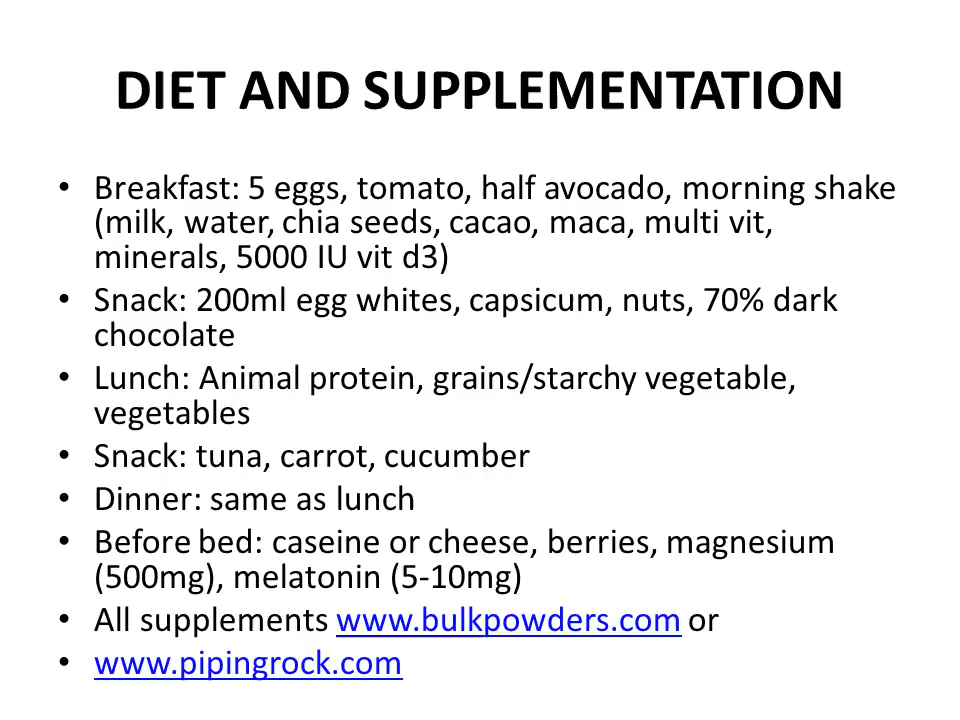 DIET AND SUPPLEMENTATION
• Breakfast: 5 eggs, tomato, half avocado, morning shake
(milk, water, chia seeds, cacao, maca, multi vit,
minerals, 5000 IU vit d3)
• Snack: 200ml egg whites, capsicum, nuts, 70% dark
chocolate
• Lunch: Animal protein, grains/starchy vegetable,
vegetables
• Snack: tuna, carrot, cucumber
• Dinner: same as lunch
• Before bed: caseine or cheese, berries, magnesium
(500mg), melatonin (5-10mg)
• All supplements www.bulkpowders.com or
• www.pipingrock.com